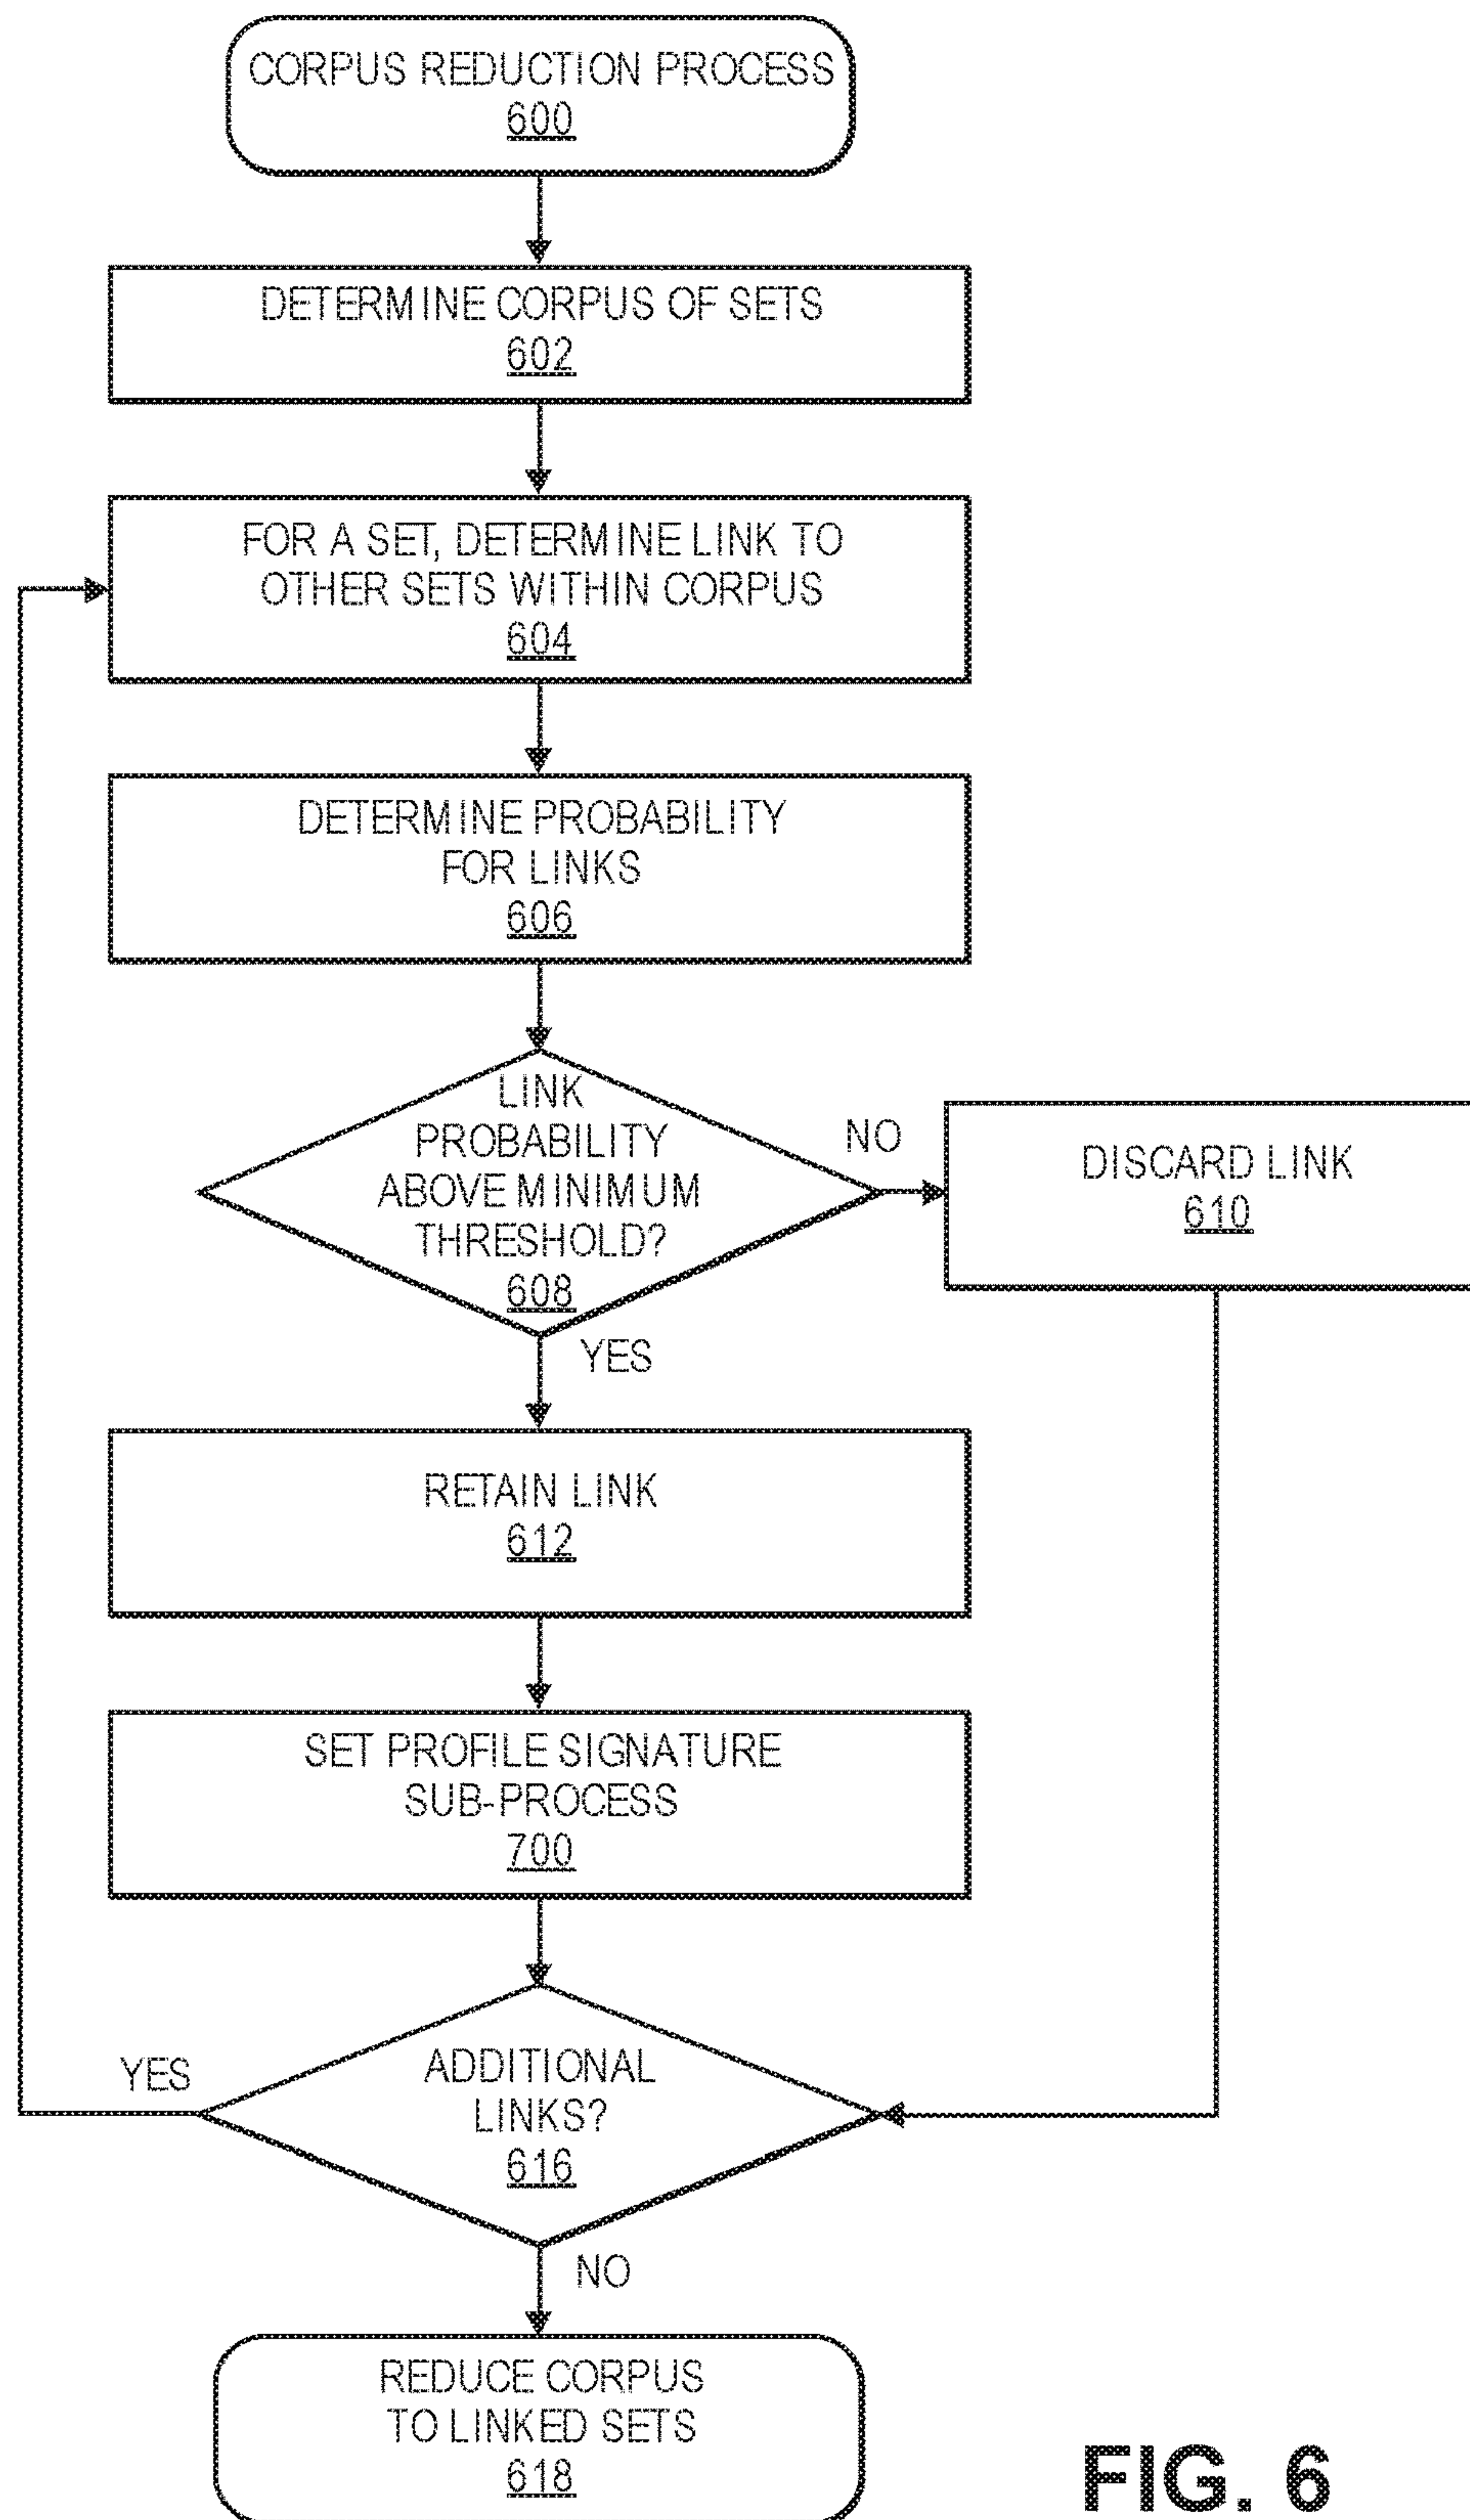 CORPUS REDUCTION PROCESS
600
DETERMINE CORPUS OF SETS
602
FOR A SET, DETERMINE LINK TO
OTHER SETS WITHIN CORPUS
604
DETERMINE PROBABILITY
FOR LINKS
606
LINK
PROBABILITY
ABOVE MINIMUM
THRESHOLD?
608
NO
DISCARD LINK
610
YES
RETAIN LINK
612
SET PROFILE SIGNATURE
SUB-PROCESS
700
YES
ADDITIONAL
LINKS?
616
NO
REDUCE CORPUS
TO LINKED SETS
618
FIG. 6